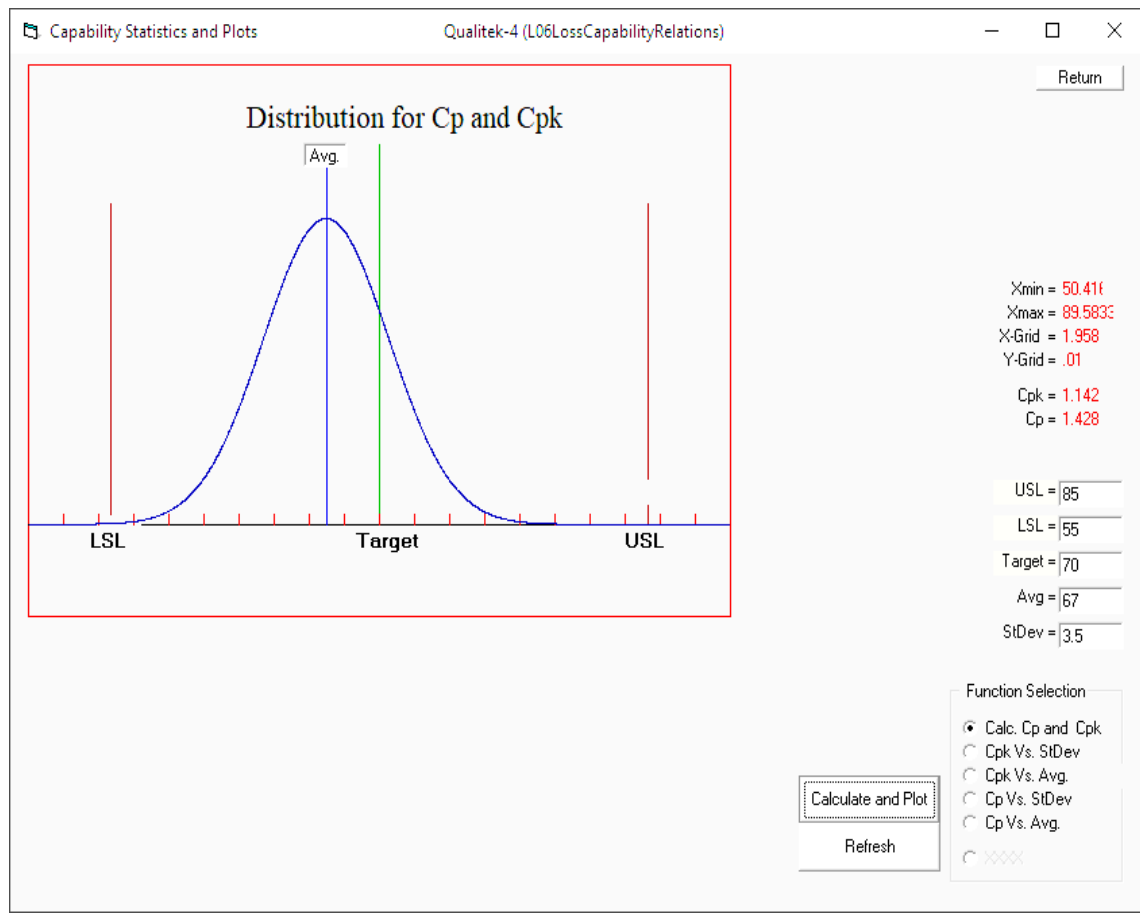 Capability Statistics and Plots Qualitek-4 (L06LossCapabilityRelations)
Return
Distribution for Cp and Cpk
Avg.
LSL Target USL
Xmin = 50.416
Xmax = 89.5833
X-Grid = 1.958
Y-Grid = .01
Cpk = 1.142
Cp = 1.428
USL = 85
LSL = 55
Target = 70
Avg = 67
StDev = 3.5
Function Selection
Calc. Cp and Cpk
Cpk Vs. StDev
Cpk Vs. Avg.
Cp Vs. StDev
Cp Vs. Avg.
XXXX
Calculate and Plot
Refresh